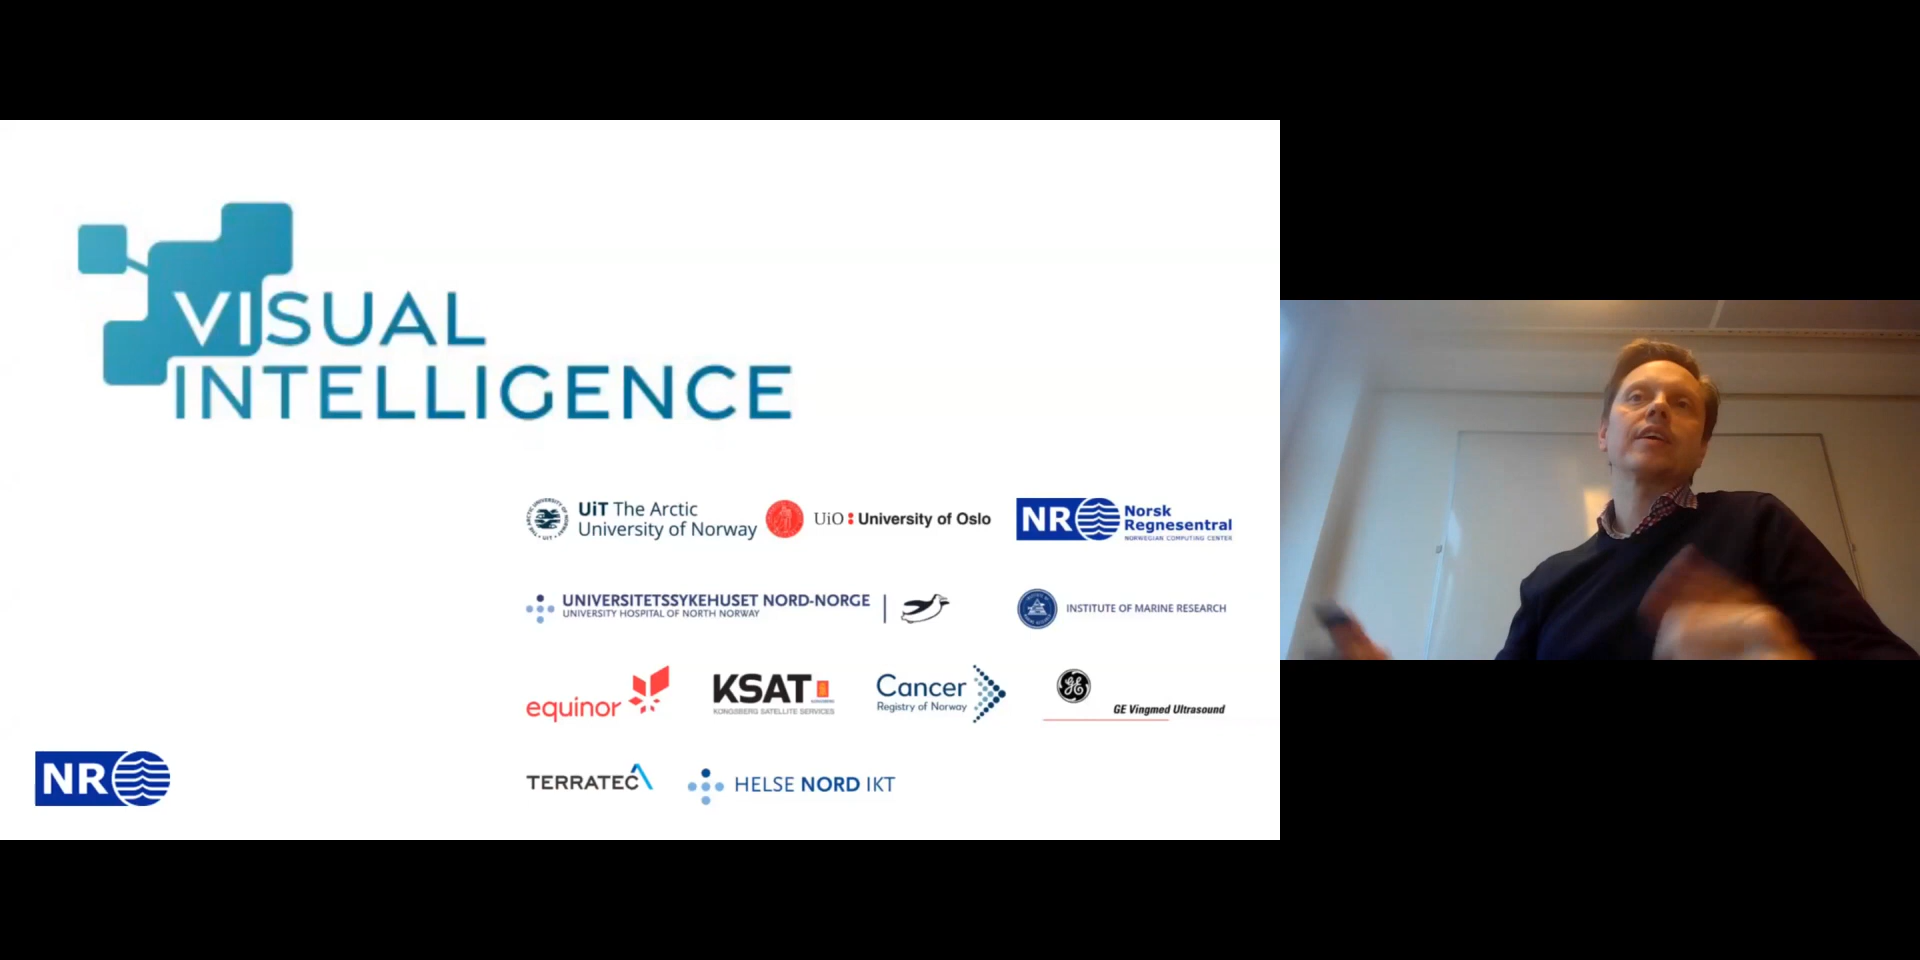 VISUAL
INTELLIGENCE
UiT The Arctic
University of Norway
UiO: University of Oslo
NR
Norsk
Regnesentral
NORWEGIAN COMPUTING CENTER
UNIVERSITETSSYKEHUSET NORD-NORGE
UNIVERSITY HOSPITAL OF NORTH NORWAY
INSTITUTE OF MARINE RESEARCH
equinor
KSAT
KONGSBERG SATELLITE SERVICES
Cancer
Registry of Norway
GE Vingmed Ultrasound
NR
TERRATEC
HELSE NORD IKT